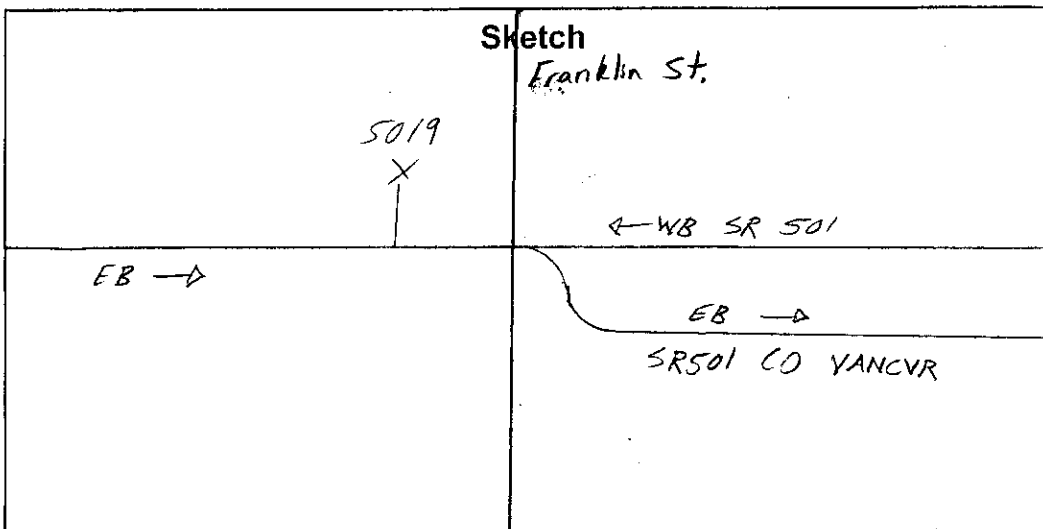 Sketch
Franklin St.
5019
X
← WB SR 501
EB →
EB →
SR501 CO VANCVR